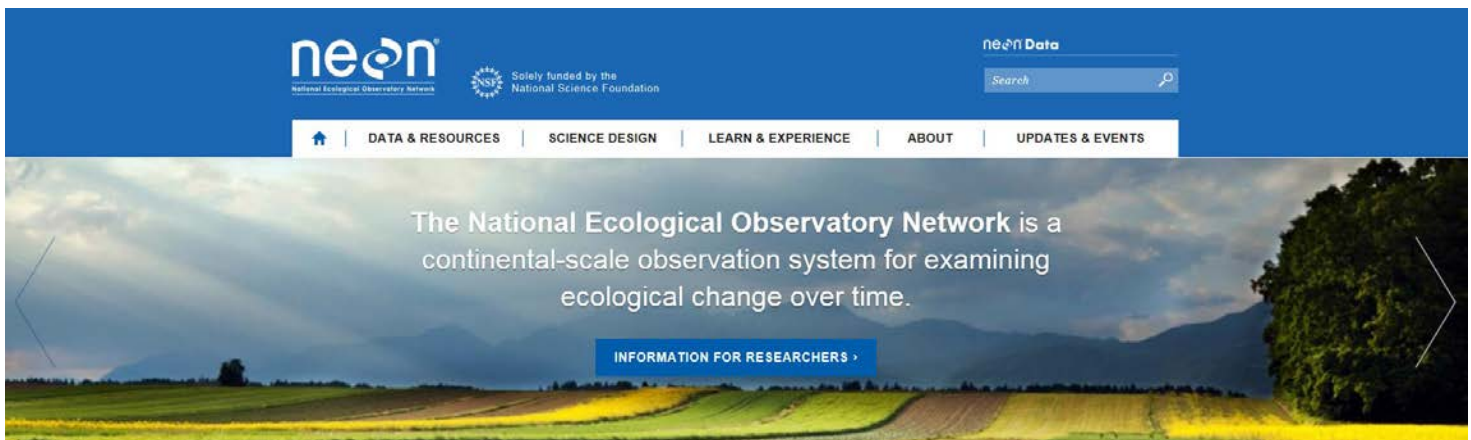 neon®
National Ecological Observatory Network
NSF
Solely funded by the
National Science Foundation
neon Data
Search
DATA & RESOURCES
SCIENCE DESIGN
LEARN & EXPERIENCE
ABOUT
UPDATES & EVENTS
The National Ecological Observatory Network is a
continental-scale observation system for examining
ecological change over time.
INFORMATION FOR RESEARCHERS ›